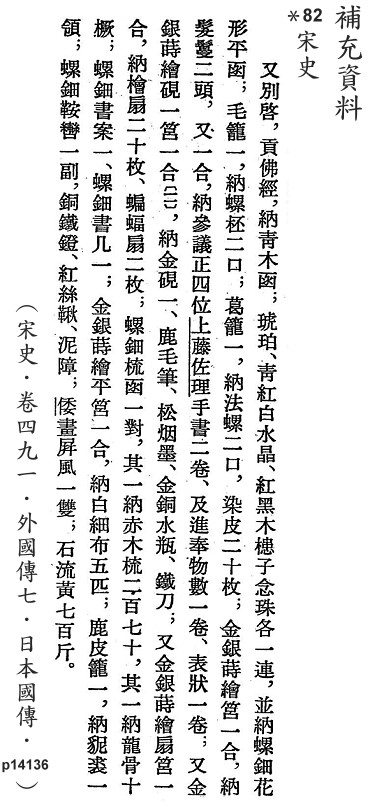 補充資料
*82
宋史
又別啓，貢佛經，納青木函；琥珀、青紅白水晶、紅黑木槵子念珠各一連，並納螺鈿花
形平函；毛籠一，納螺桮二口；葛籠一，納法螺二口，染皮二十枚；金銀蒔繪筥一合，納
髮鬘二頭，又一合，納參議正四位上藤佐理手書二卷、及進奉物數一卷、表狀一卷；又金
銀蒔繪硯一筥一合〔二〕，納金硯一、鹿毛筆、松烟墨、金銅水瓶、鐵刀；又金銀蒔繪扇筥一
合，納檜扇二十枚、蝙蝠扇二枚；螺鈿梳函一對，其一納赤木梳二百七十，其一納龍骨十
橛；螺鈿書案一、螺鈿書几一；金銀蒔繪平筥一合，納白細布五匹；鹿皮籠一，納裘一
領；螺鈿鞍轡一副，銅鐵鐙、紅絲鞦、泥障；倭畫屏風一雙；石流黃七百斤。
（宋史．卷四九一．外國傳七．日本國傳．p14136）